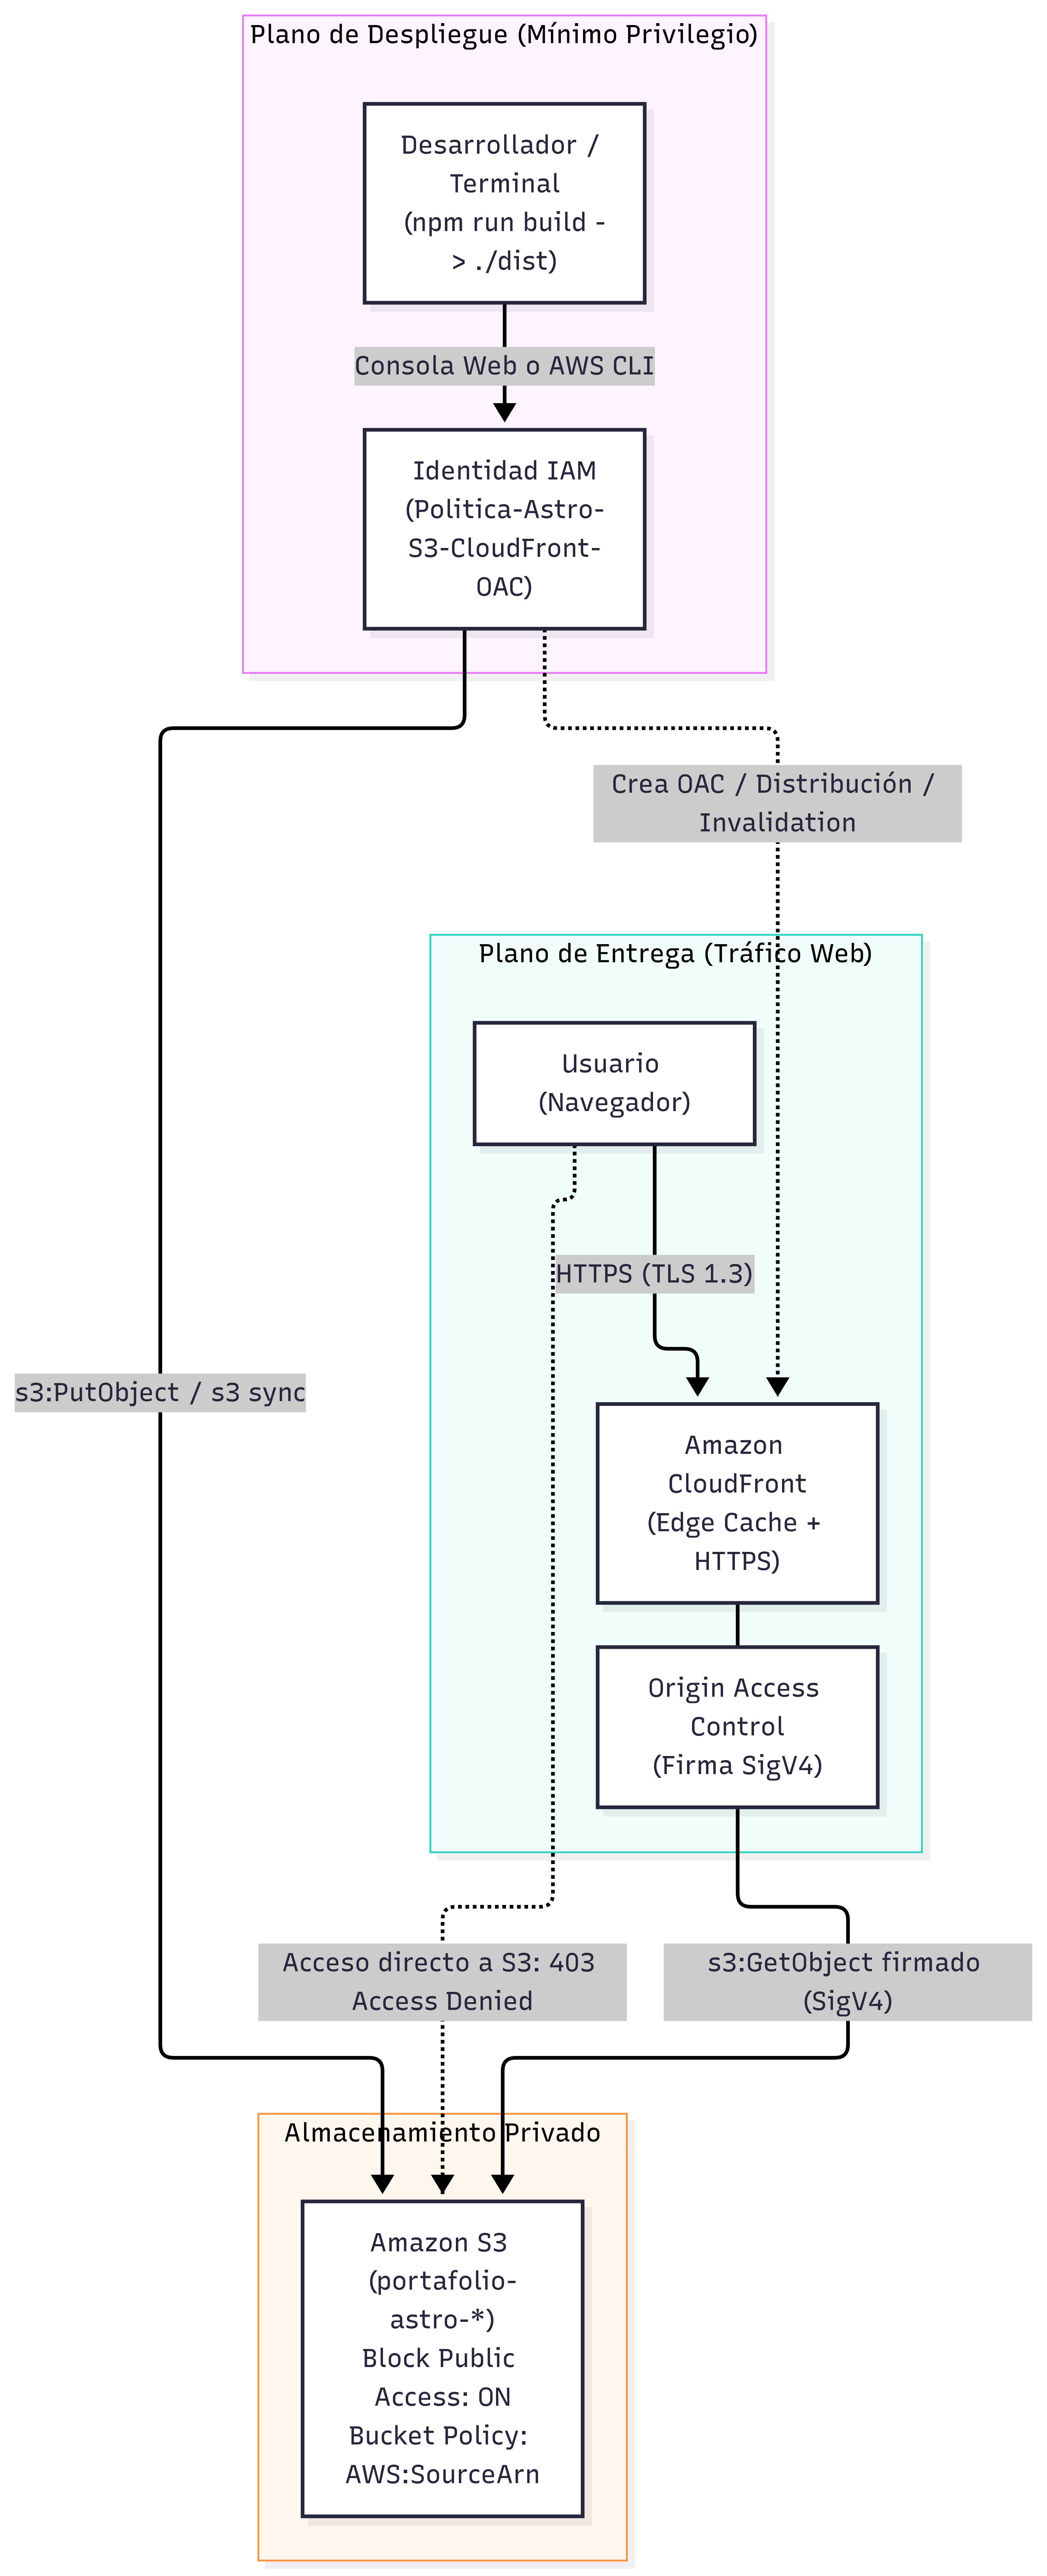 Plano de Despliegue (Mínimo Privilegio)
Desarrollador /
Terminal
(npm run build -
> ./dist)
Consola Web o AWS CLI
Identidad IAM
(Politica-Astro-
S3-CloudFront-
OAC)
Crea OAC / Distribución /
Invalidation
Plano de Entrega (Tráfico Web)
Usuario
(Navegador)
HTTPS (TLS 1.3)
s3:PutObject / s3 sync
Amazon
CloudFront
(Edge Cache +
HTTPS)
Origin Access
Control
(Firma SigV4)
Acceso directo a S3: 403
Access Denied
s3:GetObject firmado
(SigV4)
Almacenamiento Privado
Amazon S3
(portafolio-
astro-*)
Block Public
Access: ON
Bucket Policy:
AWS:SourceArn